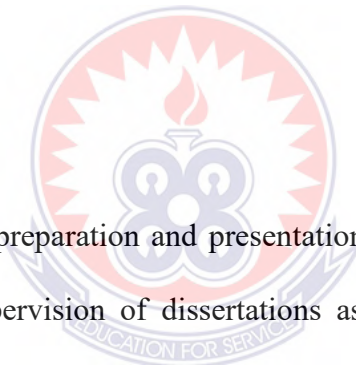 preparation and presentation
pervision of dissertations as
EDUCATION FOR SERVICE